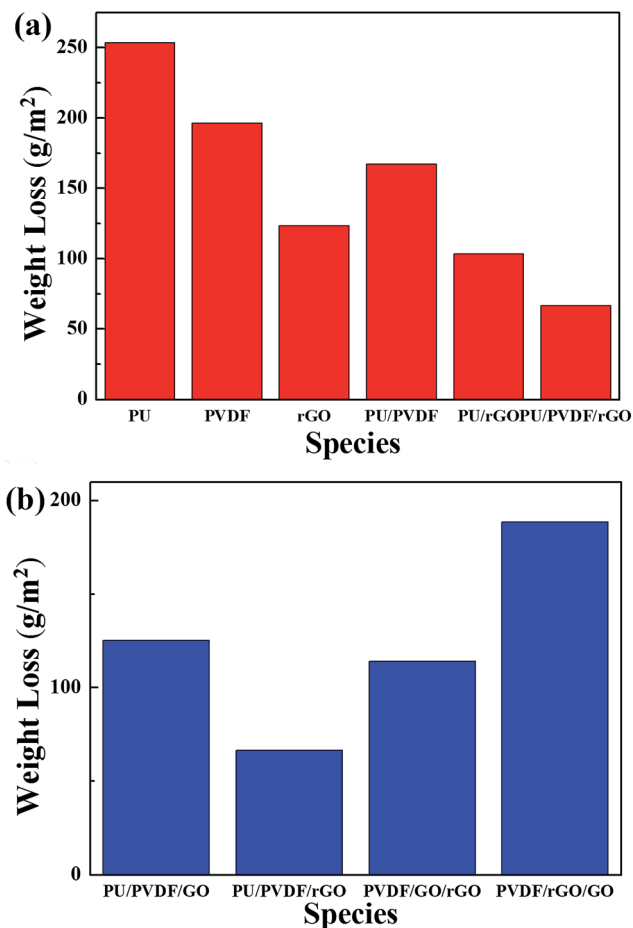 (a)
Weight Loss (g/m²)
250
200
150
100
50
0
PU PVDF rGO PU/PVDF PU/rGO PU/PVDF/rGO
Species
(b)
Weight Loss (g/m²)
200
100
0
PU/PVDF/GO PU/PVDF/rGO PVDF/GO/rGO PVDF/rGO/GO
Species